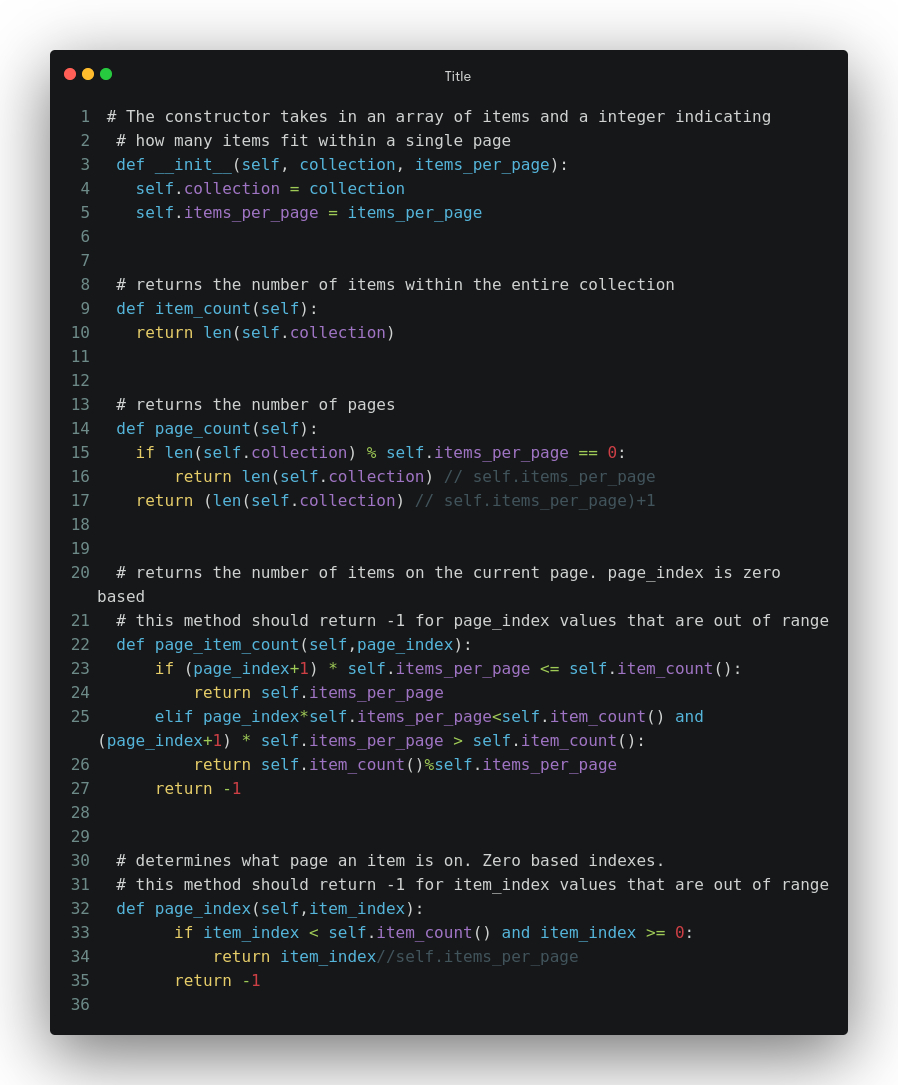 Title
1 # The constructor takes in an array of items and a integer indicating
2 # how many items fit within a single page
3 def __init__(self, collection, items_per_page):
4 self.collection = collection
5 self.items_per_page = items_per_page
6
7
8 # returns the number of items within the entire collection
9 def item_count(self):
10 return len(self.collection)
11
12
13 # returns the number of pages
14 def page_count(self):
15 if len(self.collection) % self.items_per_page == 0:
16 return len(self.collection) // self.items_per_page
17 return (len(self.collection) // self.items_per_page)+1
18
19
20 # returns the number of items on the current page. page_index is zero
based
21 # this method should return -1 for page_index values that are out of range
22 def page_item_count(self,page_index):
23 if (page_index+1) * self.items_per_page <= self.item_count():
24 return self.items_per_page
25 elif page_index*self.items_per_page<self.item_count() and
(page_index+1) * self.items_per_page > self.item_count():
26 return self.item_count()%self.items_per_page
27 return -1
28
29
30 # determines what page an item is on. Zero based indexes.
31 # this method should return -1 for item_index values that are out of range
32 def page_index(self,item_index):
33 if item_index < self.item_count() and item_index >= 0:
34 return item_index//self.items_per_page
35 return -1
36